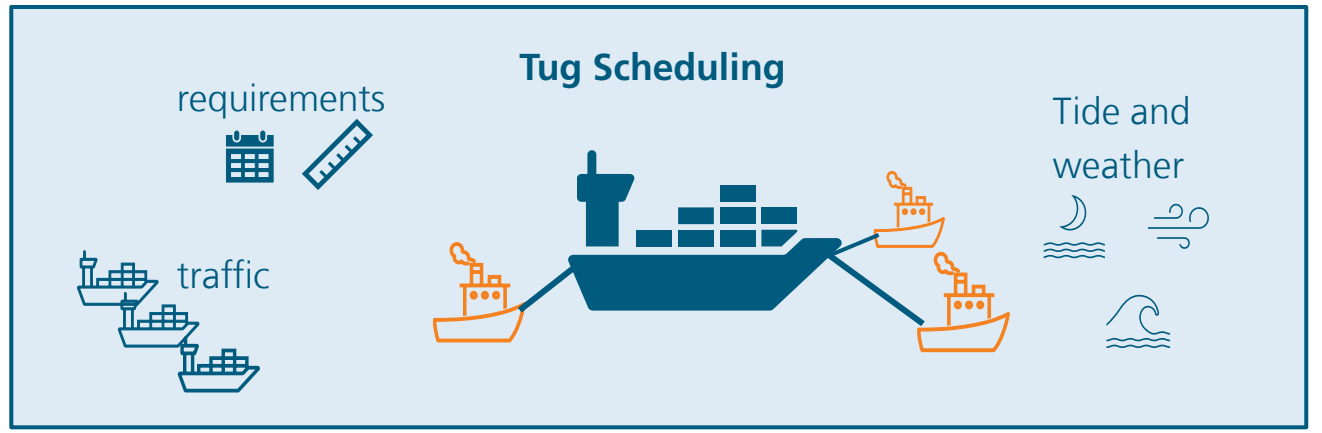 Tug Scheduling
requirements
traffic
Tide and
weather